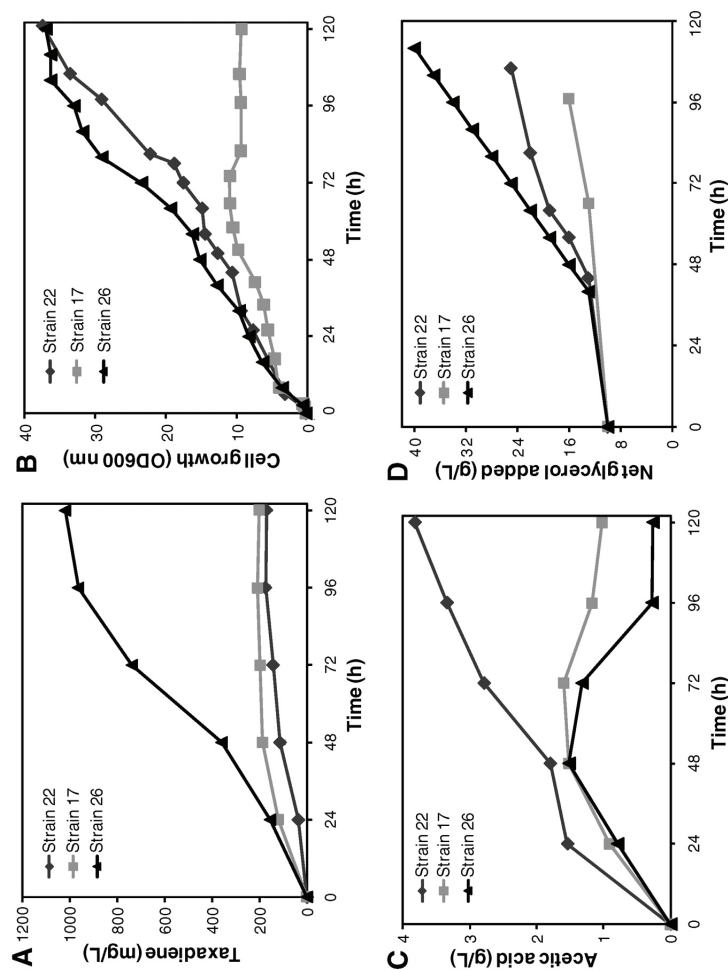 A
Taxadiene (mg/L)
1200
1000
800
600
400
200
0
Strain 22
Strain 17
Strain 26
0 24 48 72 96 120
Time (h)
B
Cell growth (OD600 nm)
40
30
20
10
0
Strain 22
Strain 17
Strain 26
0 24 48 72 96 120
Time (h)
C
Acetic acid (g/L)
4
3
2
1
0
Strain 22
Strain 17
Strain 26
0 24 48 72 96 120
Time (h)
D
Net glycerol added (g/L)
40
32
24
16
8
0
Strain 22
Strain 17
Strain 26
0 24 48 72 96 120
Time (h)